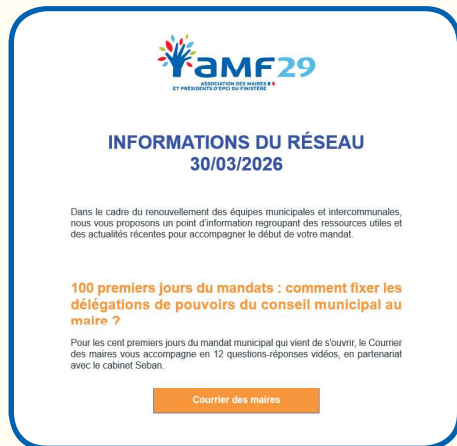 aMF29
ASSOCIATION DES MAIRES
ET PRÉSIDENTS D'EPCI DU FINISTÈRE
INFORMATIONS DU RÉSEAU
30/03/2026
Dans le cadre du renouvellement des équipes municipales et intercommunales,
nous vous proposons un point d'information regroupant des ressources utiles et
des actualités récentes pour accompagner le début de votre mandat.
100 premiers jours du mandats : comment fixer les
délégations de pouvoirs du conseil municipal au
maire ?
Pour les cent premiers jours du mandat municipal qui vient de s'ouvrir, le Courrier
des maires vous accompagne en 12 questions-réponses vidéos, en partenariat
avec le cabinet Seban.
Courrier des maires